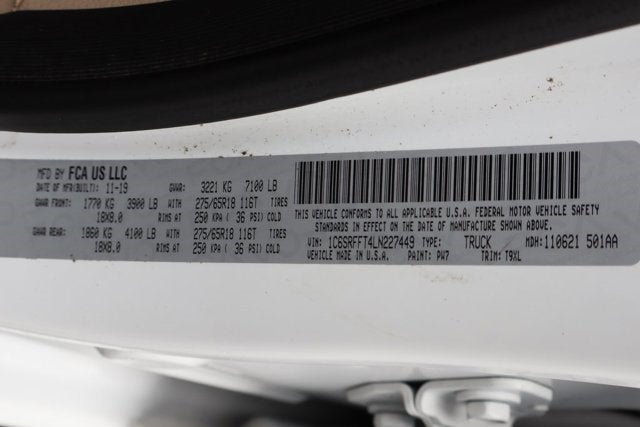 MFD BY FCA US LLC
DATE OF MFR(BUILT): 11-19 GVWR: 3221 KG 7100 LB
GAWR FRONT: 1770 KG 3900 LB WITH 275/65R18 116T TIRES
18X8.0 RIMS AT 250 KPA ( 36 PSI) COLD
GAWR REAR: 1860 KG 4100 LB WITH 275/65R18 116T TIRES
18X8.0 RIMS AT 250 KPA ( 36 PSI) COLD
THIS VEHICLE CONFORMS TO ALL APPLICABLE U.S.A. FEDERAL MOTOR VEHICLE SAFETY
STANDARDS IN EFFECT ON THE DATE OF MANUFACTURE SHOWN ABOVE.
VIN: 1C6SRFFT4LN227449 TYPE: TRUCK MDH: 110621 501AA
VEHICLE MADE IN U.S.A. PAINT: PW7 TRIM: T9XL